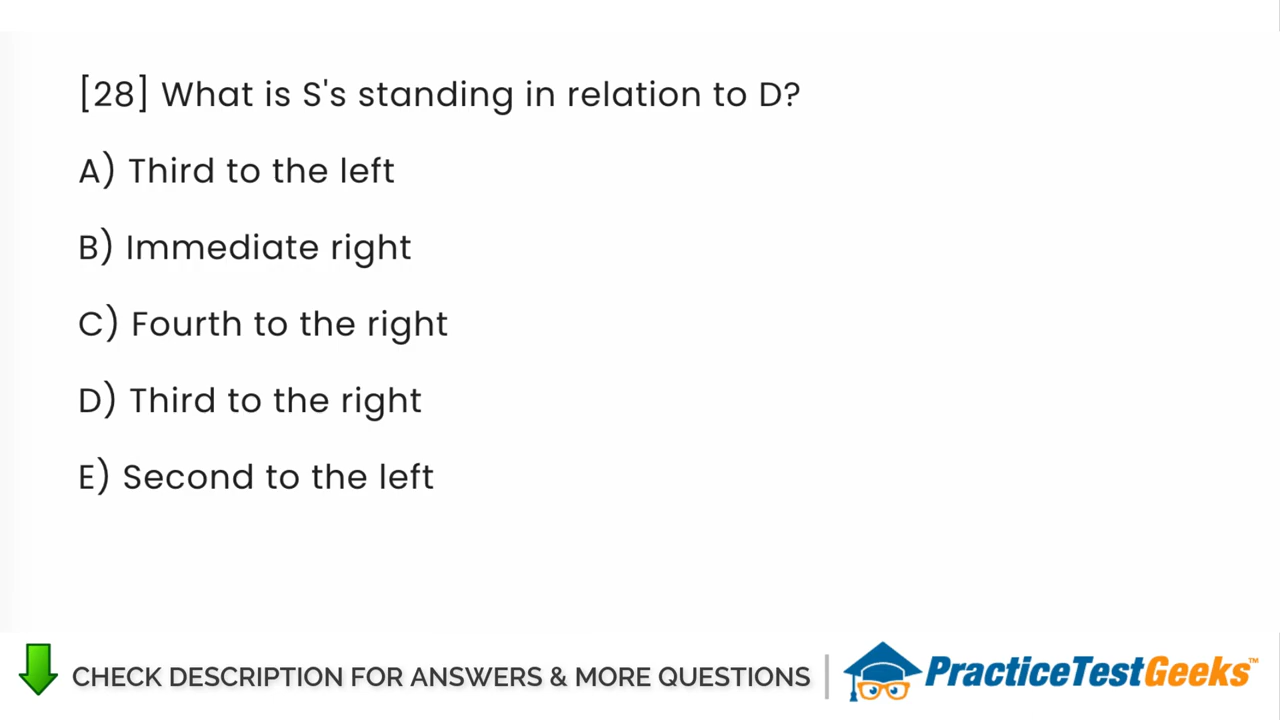 [28] What is S's standing in relation to D?
A) Third to the left
B) Immediate right
C) Fourth to the right
D) Third to the right
E) Second to the left
CHECK DESCRIPTION FOR ANSWERS & MORE QUESTIONS
PracticeTestGeeks™